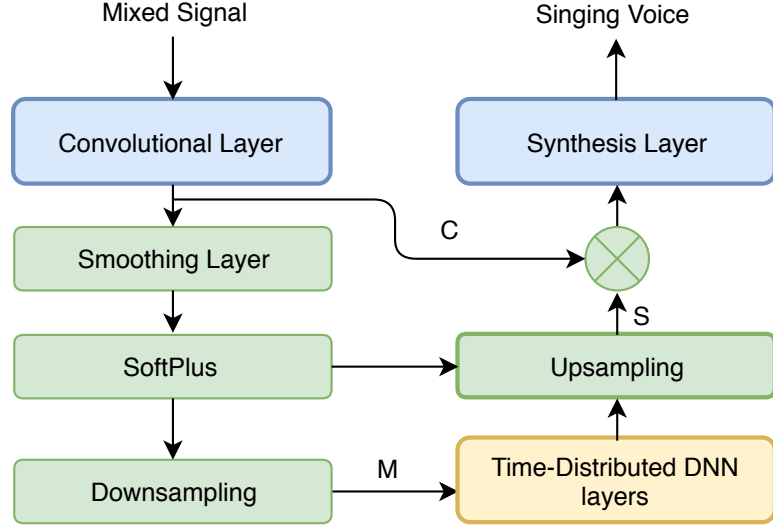 Mixed Signal
Singing Voice
Convolutional Layer
Synthesis Layer
C
Smoothing Layer
S
SoftPlus
Upsampling
M
Downsampling
Time-Distributed DNN
layers